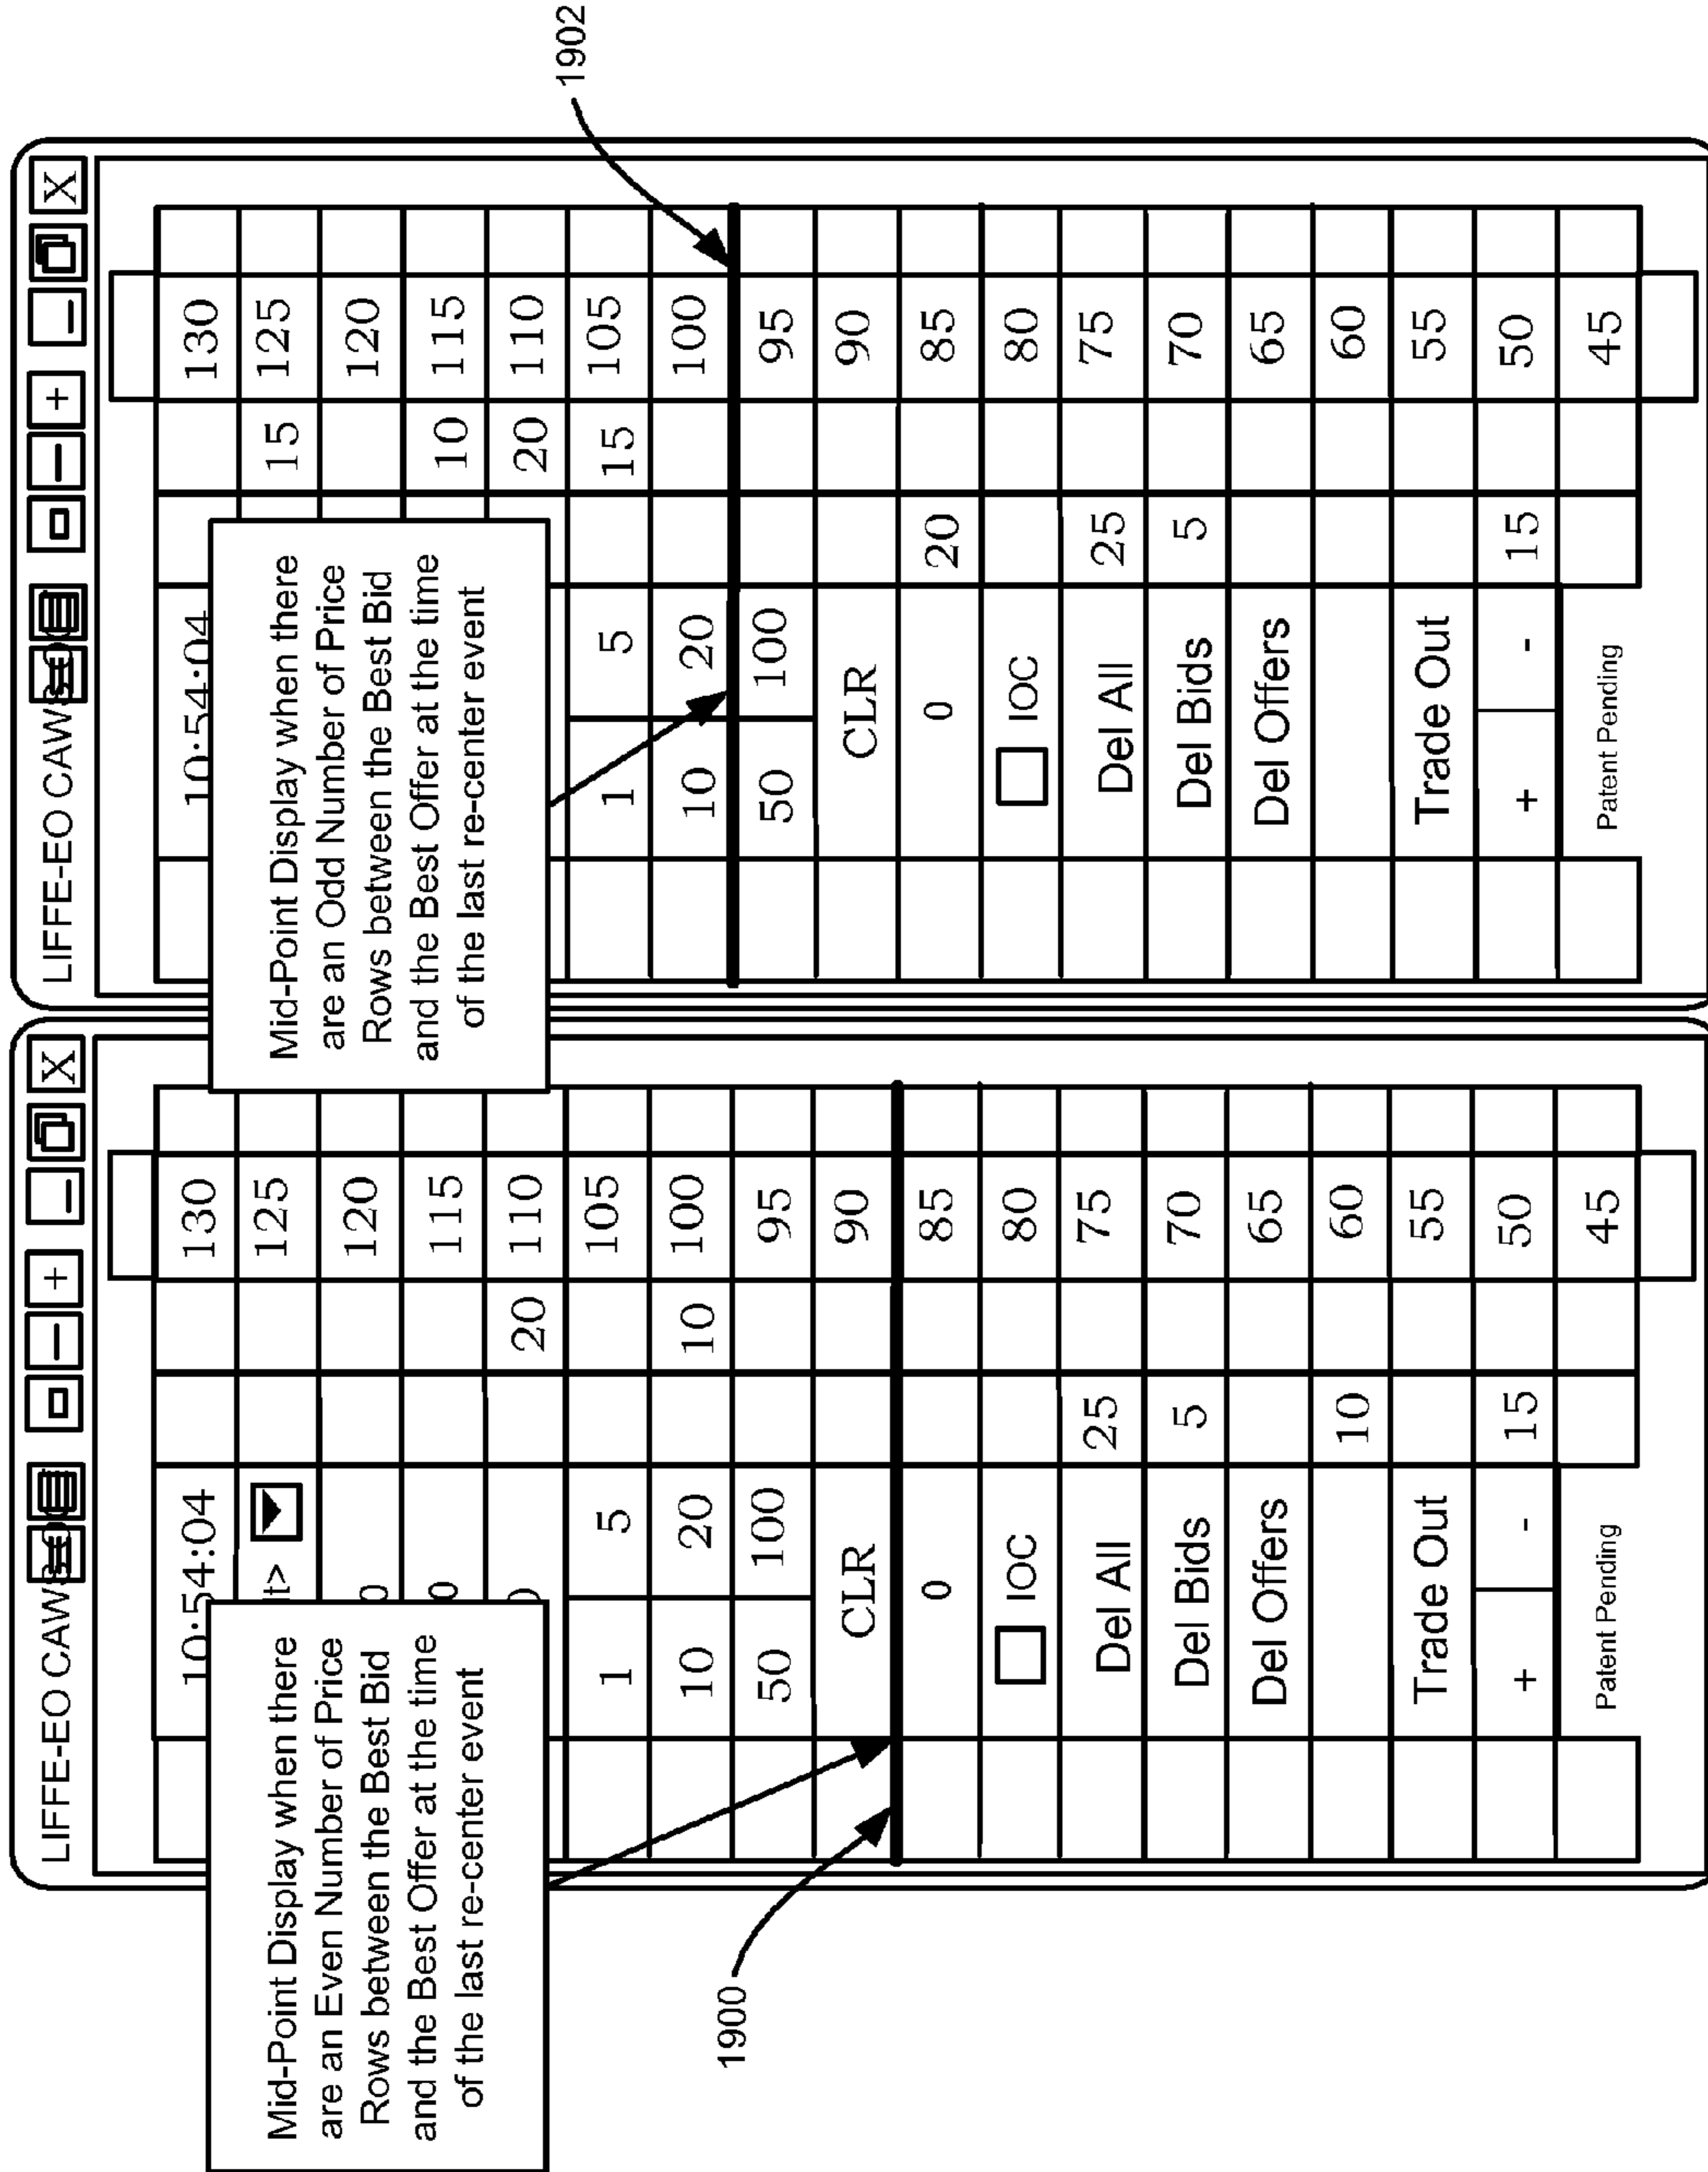 LIFFE-EO CAW - + _ X
10:54:04 130
125
0 120
0 115
20 110
1 5 105
10 20 10 100
50 100 95
CLR 90
0 85
IOC 80
Del All 25 75
Del Bids 5 70
Del Offers 65
10 60
Trade Out 55
+ - 15 50
Patent Pending 45
Mid-Point Display when there
are an Even Number of Price
Rows between the Best Bid
and the Best Offer at the time
of the last re-center event
1900
LIFFE-EO CAW - + _ X
10:54:04 130
15 125
120
10 115
20 110
1 5 15 105
10 20 100
50 100 95
CLR 90
0 20 85
IOC 80
Del All 25 75
Del Bids 5 70
Del Offers 65
60
Trade Out 55
+ - 15 50
Patent Pending 45
Mid-Point Display when there
are an Odd Number of Price
Rows between the Best Bid
and the Best Offer at the time
of the last re-center event
1902